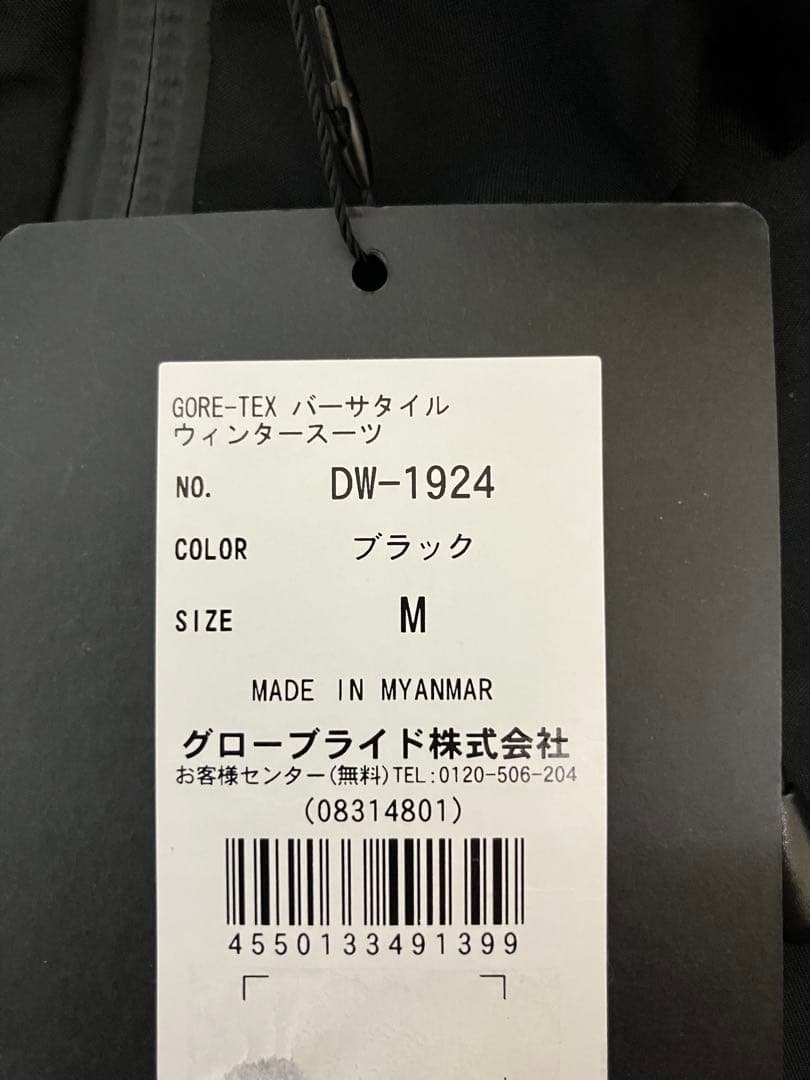 GORE-TEX バーサタイル
ウィンタースーツ
NO. DW-1924
COLOR ブラック
SIZE M
MADE IN MYANMAR
グローブライド株式会社
お客様センター(無料)TEL:0120-506-204
(08314801)
4550133491399